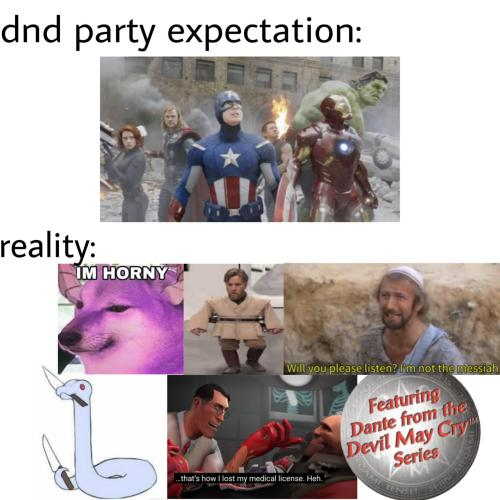 dnd party expectation:
reality:
IM HORNY
Will you please listen? I'm not the messiah
...that's how I lost my medical license. Heh.
Featuring
Dante from the
Devil May Cry™
Series